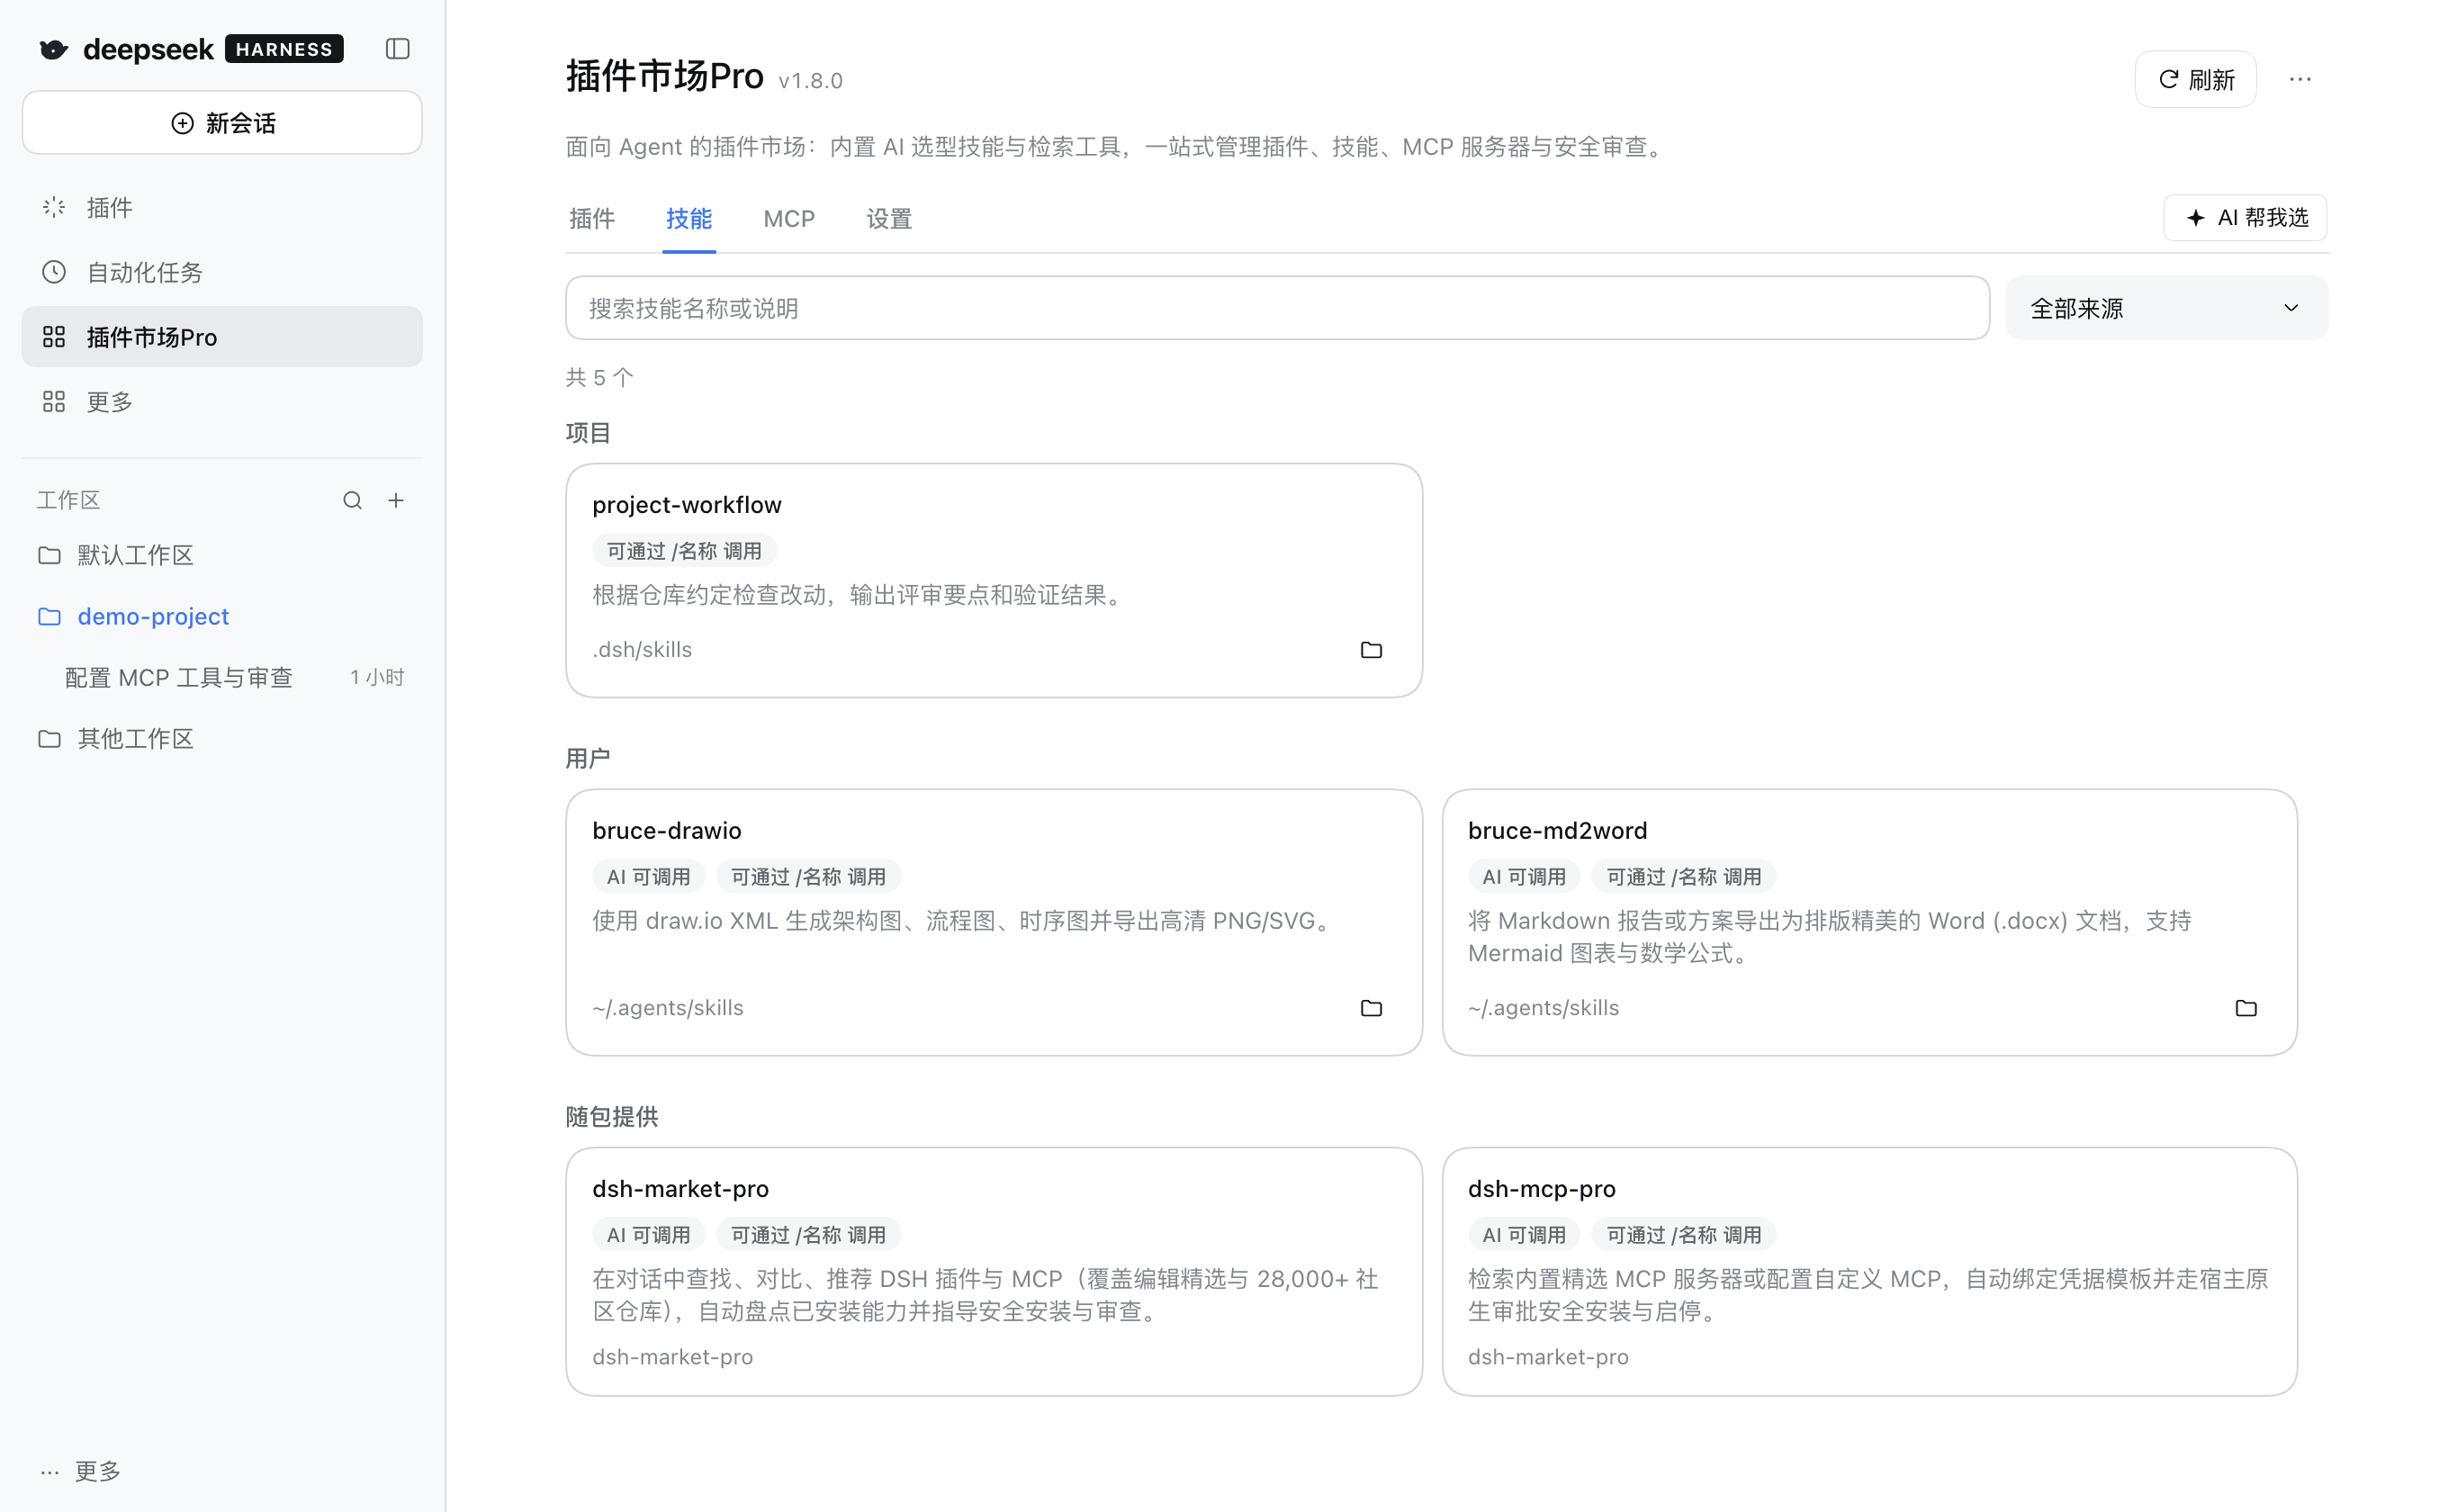 deepseek HARNESS
新会话
插件
自动化任务
插件市场Pro
更多
工作区
默认工作区
demo-project
配置 MCP 工具与审查 1 小时
其他工作区
更多
插件市场Pro v1.8.0
刷新
面向 Agent 的插件市场：内置 AI 选型技能与检索工具，一站式管理插件、技能、MCP 服务器与安全审查。
插件 技能 MCP 设置
AI 帮我选
搜索技能名称或说明
全部来源
共 5 个
项目
project-workflow
可通过 /名称 调用
根据仓库约定检查改动，输出评审要点和验证结果。
.dsh/skills
用户
bruce-drawio
AI 可调用 可通过 /名称 调用
使用 draw.io XML 生成架构图、流程图、时序图并导出高清 PNG/SVG。
~/.agents/skills
bruce-md2word
AI 可调用 可通过 /名称 调用
将 Markdown 报告或方案导出为排版精美的 Word (.docx) 文档，支持
Mermaid 图表与数学公式。
~/.agents/skills
随包提供
dsh-market-pro
AI 可调用 可通过 /名称 调用
在对话中查找、对比、推荐 DSH 插件与 MCP（覆盖编辑精选与 28,000+ 社
区仓库），自动盘点已安装能力并指导安全安装与审查。
dsh-market-pro
dsh-mcp-pro
AI 可调用 可通过 /名称 调用
检索内置精选 MCP 服务器或配置自定义 MCP，自动绑定凭据模板并走宿主原
生审批安全安装与启停。
dsh-market-pro